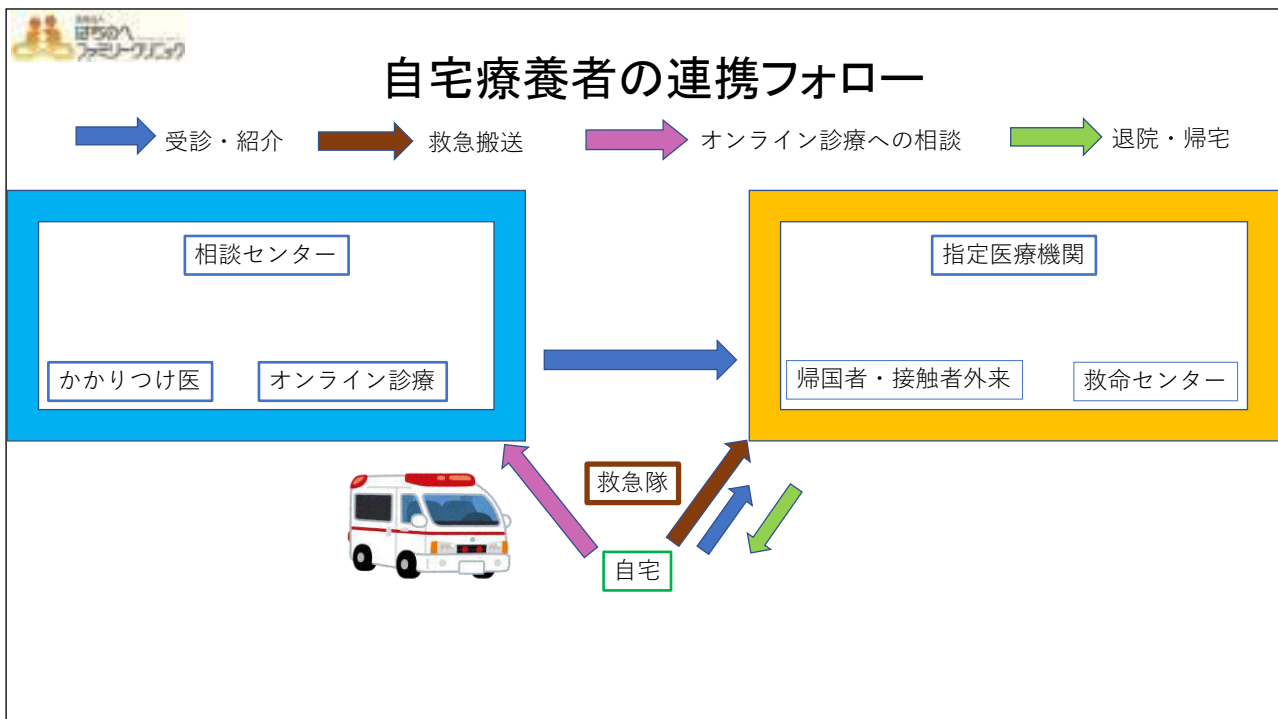 はちのへ
ファミリークリニック
自宅療養者の連携フォロー
受診・紹介
救急搬送
オンライン診療への相談
退院・帰宅
相談センター
指定医療機関
かかりつけ医
オンライン診療
帰国者・接触者外来
救命センター
救急隊
自宅